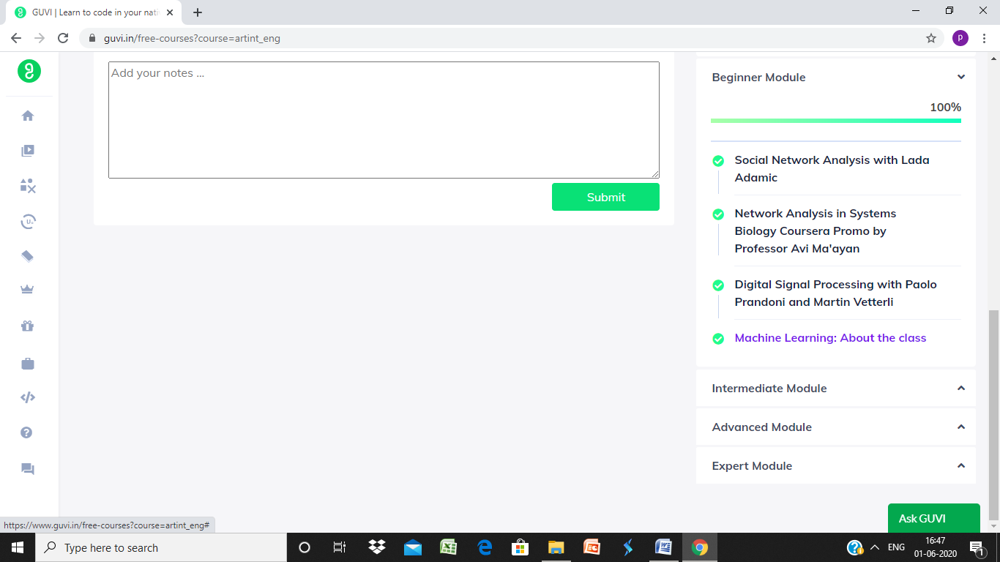 GUVI | Learn to code in your nati
guvi.in/free-courses?course=artint_eng
P
Add your notes ...
Submit
Beginner Module
100%
Social Network Analysis with Lada
Adamic
Network Analysis in Systems
Biology Coursera Promo by
Professor Avi Ma'ayan
Digital Signal Processing with Paolo
Prandoni and Martin Vetterli
Machine Learning: About the class
Intermediate Module
Advanced Module
Expert Module
Ask GUVI
https://www.guvi.in/free-courses?course=artint_eng#
Type here to search
ENG
16:47
01-06-2020
1